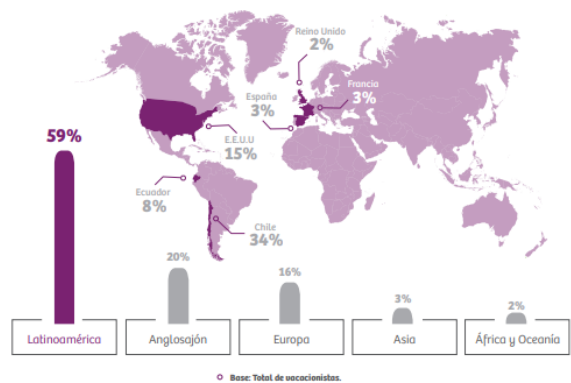 Reino Unido
2%
Francia
3%
España
3%
E.E.U.U
15%
Ecuador
8%
Chile
34%
59%
20%
16%
3%
2%
Latinoamérica
Anglosajón
Europa
Asia
África y Oceanía
Base: Total de vacacionistas.